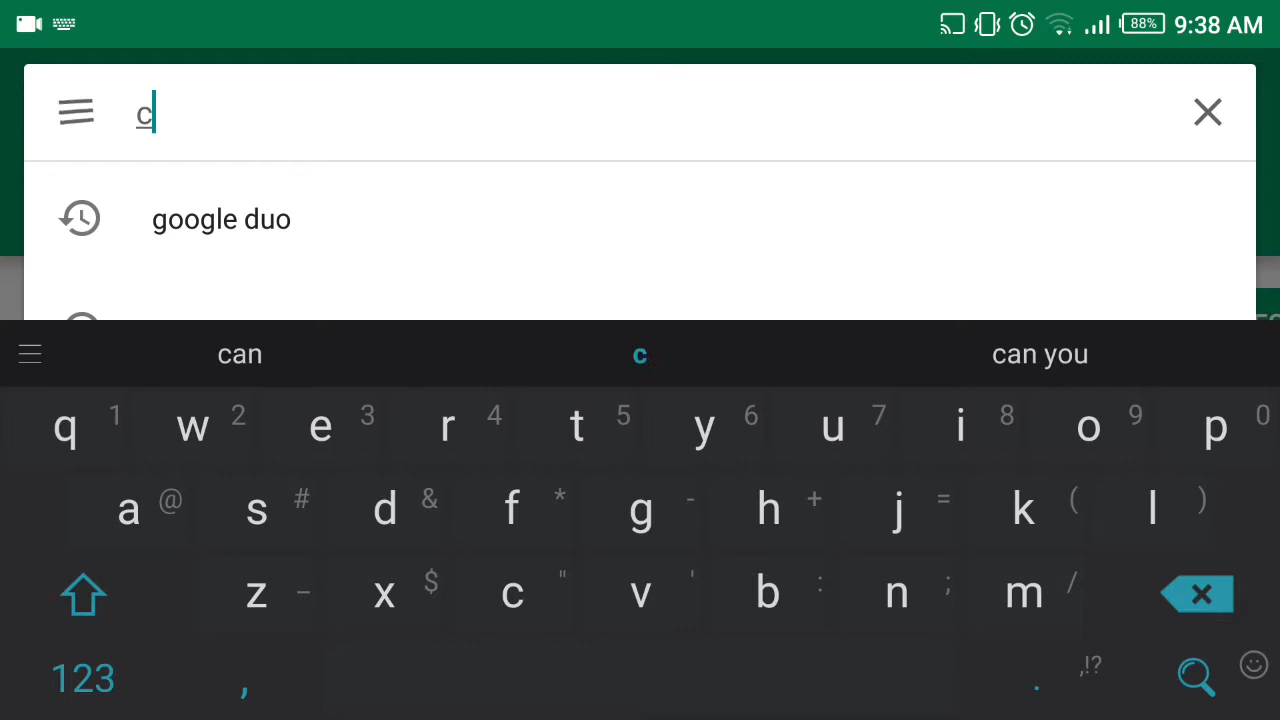 88% 9:38 AM
c
google duo
can c can you
q 1 w 2 e 3 r 4 t 5 y 6 u 7 i 8 o 9 p 0
a @ s # d & f * g - h + j = k ( l )
z _ x $ c " v ' b : n ; m /
123 , . ,!?